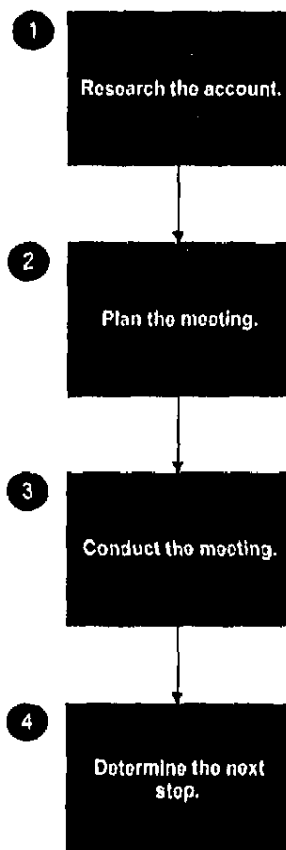 1
Research the account.
2
Plan the meeting.
3
Conduct the meeting.
4
Determine the next
step.